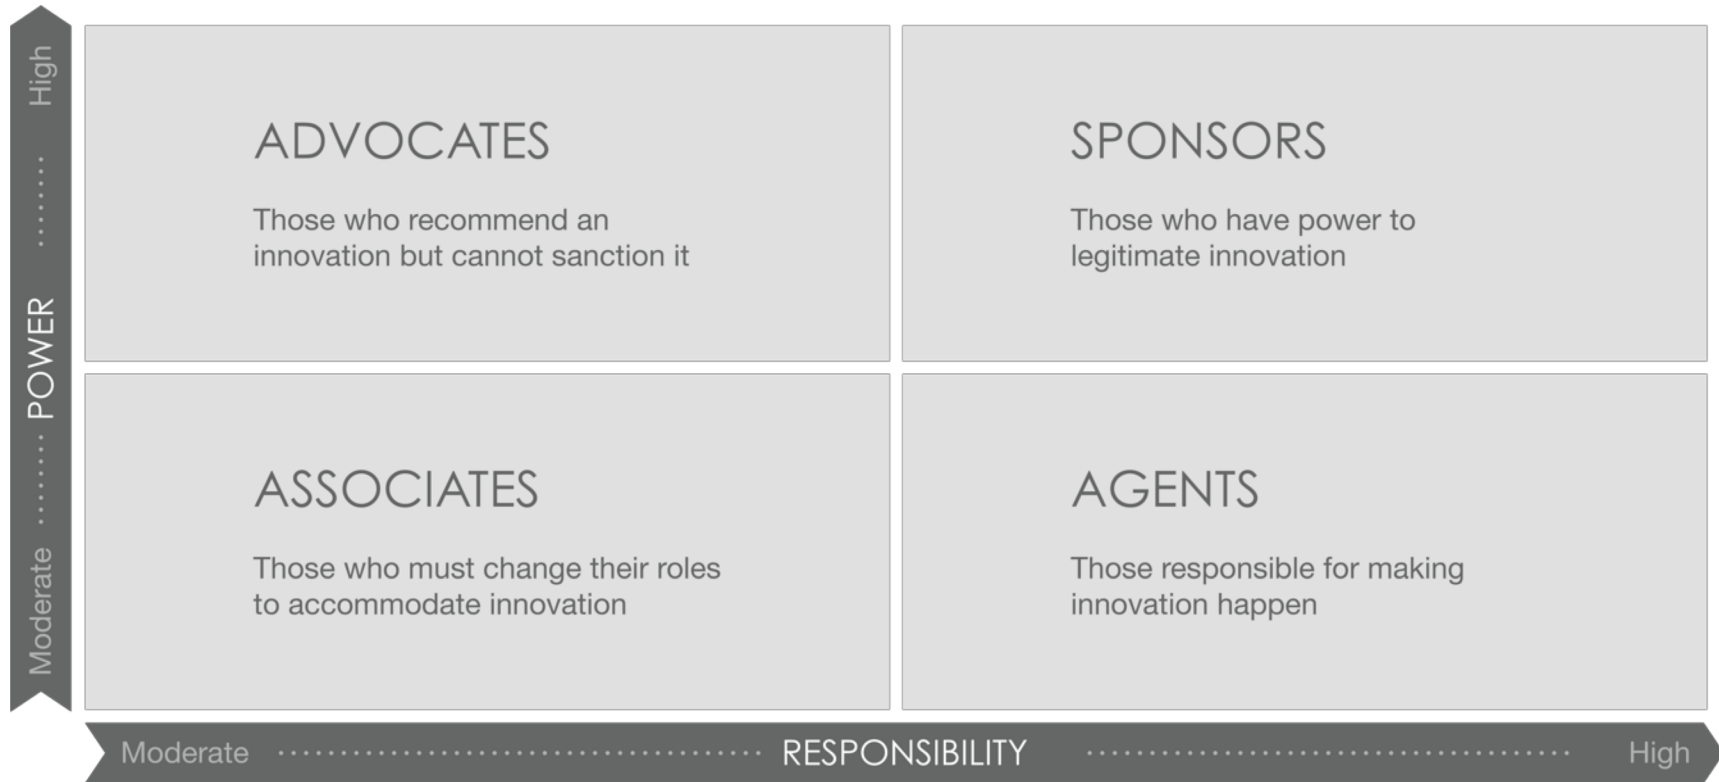 High
POWER
Moderate
ADVOCATES
Those who recommend an
innovation but cannot sanction it
SPONSORS
Those who have power to
legitimate innovation
ASSOCIATES
Those who must change their roles
to accommodate innovation
AGENTS
Those responsible for making
innovation happen
Moderate
RESPONSIBILITY
High